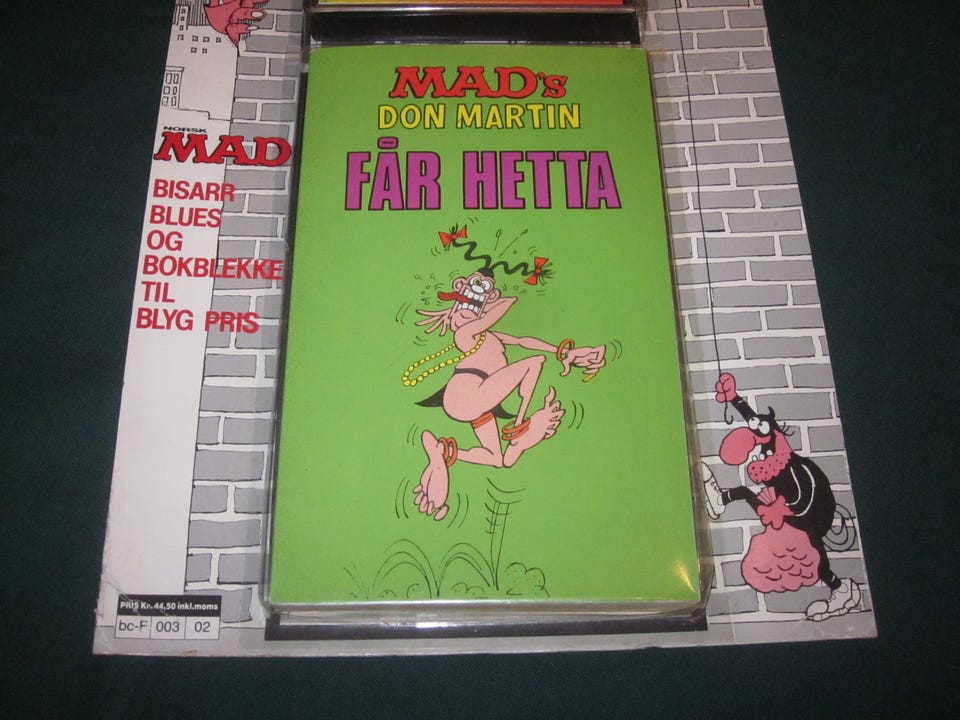 MAD's
DON MARTIN
FÅR HETTA
NORSK
MAD
BISARR
BLUES
OG
BOKBLEKKE
TIL
BLYG PRIS
PRIS Kr. 44,50 inkl.moms
bc-F 003 02